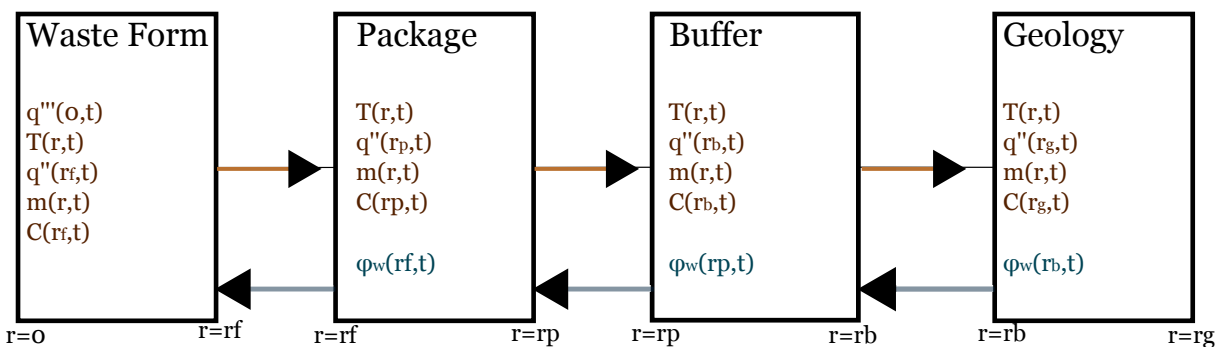 Waste Form
q'''(0,t)
T(r,t)
q''(rf,t)
m(r,t)
C(rf,t)
Package
T(r,t)
q''(rp,t)
m(r,t)
C(rp,t)
φw(rf,t)
Buffer
T(r,t)
q''(rb,t)
m(r,t)
C(rb,t)
φw(rp,t)
Geology
T(r,t)
q''(rg,t)
m(r,t)
C(rg,t)
φw(rb,t)
r=0
r=rf
r=rf
r=rp
r=rp
r=rb
r=rb
r=rg